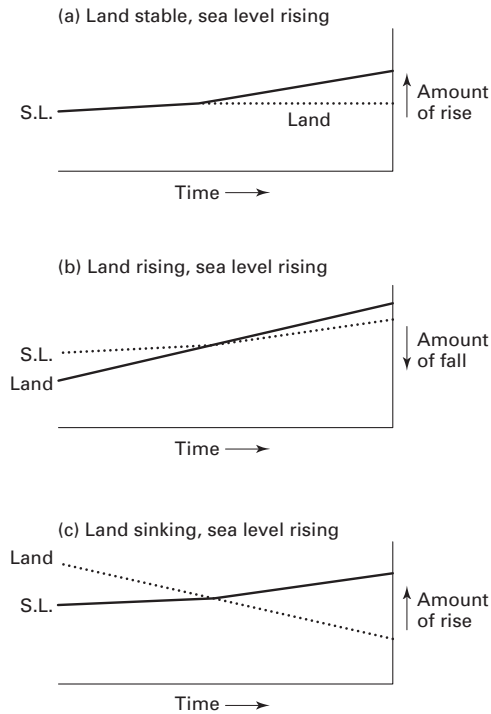 (a) Land stable, sea level rising
S.L.
Land
Amount
of rise
Time
(b) Land rising, sea level rising
S.L.
Land
Amount
of fall
Time
(c) Land sinking, sea level rising
Land
S.L.
Amount
of rise
Time